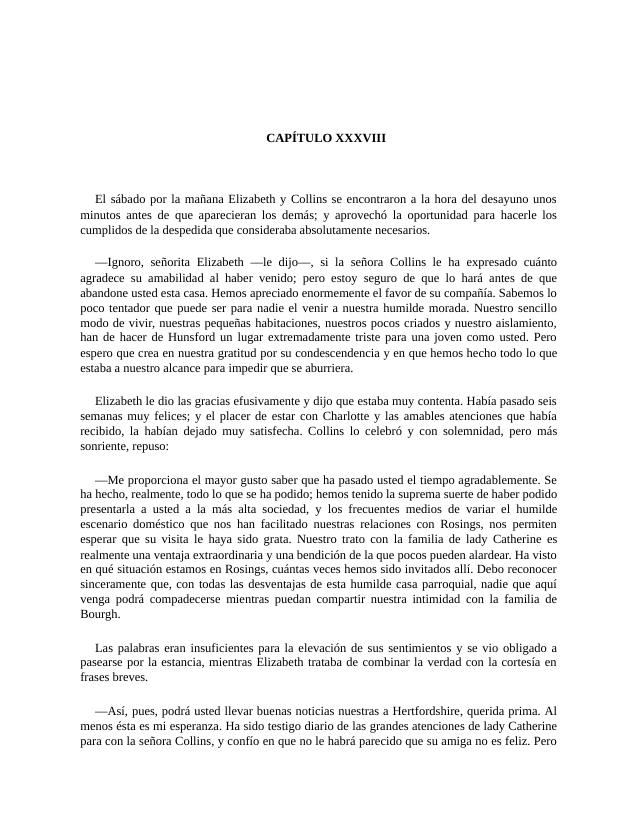 CAPÍTULO XXXVIII
El sábado por la mañana Elizabeth y Collins se encontraron a la hora del desayuno unos
minutos antes de que aparecieran los demás; y aprovechó la oportunidad para hacerle los
cumplidos de la despedida que consideraba absolutamente necesarios.
—Ignoro, señorita Elizabeth —le dijo—, si la señora Collins le ha expresado cuánto
agradece su amabilidad al haber venido; pero estoy seguro de que lo hará antes de que
abandone usted esta casa. Hemos apreciado enormemente el favor de su compañía. Sabemos lo
poco tentador que puede ser para nadie el venir a nuestra humilde morada. Nuestro sencillo
modo de vivir, nuestras pequeñas habitaciones, nuestros pocos criados y nuestro aislamiento,
han de hacer de Hunsford un lugar extremadamente triste para una joven como usted. Pero
espero que crea en nuestra gratitud por su condescendencia y en que hemos hecho todo lo que
estaba a nuestro alcance para impedir que se aburriera.
Elizabeth le dio las gracias efusivamente y dijo que estaba muy contenta. Había pasado seis
semanas muy felices; y el placer de estar con Charlotte y las amables atenciones que había
recibido, la habían dejado muy satisfecha. Collins lo celebró y con solemnidad, pero más
sonriente, repuso:
—Me proporciona el mayor gusto saber que ha pasado usted el tiempo agradablemente. Se
ha hecho, realmente, todo lo que se ha podido; hemos tenido la suprema suerte de haber podido
presentarla a usted a la más alta sociedad, y los frecuentes medios de variar el humilde
escenario doméstico que nos han facilitado nuestras relaciones con Rosings, nos permiten
esperar que su visita le haya sido grata. Nuestro trato con la familia de lady Catherine es
realmente una ventaja extraordinaria y una bendición de la que pocos pueden alardear. Ha visto
en qué situación estamos en Rosings, cuántas veces hemos sido invitados allí. Debo reconocer
sinceramente que, con todas las desventajas de esta humilde casa parroquial, nadie que aquí
venga podrá compadecerse mientras puedan compartir nuestra intimidad con la familia de
Bourgh.
Las palabras eran insuficientes para la elevación de sus sentimientos y se vio obligado a
pasearse por la estancia, mientras Elizabeth trataba de combinar la verdad con la cortesía en
frases breves.
—Así, pues, podrá usted llevar buenas noticias nuestras a Hertfordshire, querida prima. Al
menos ésta es mi esperanza. Ha sido testigo diario de las grandes atenciones de lady Catherine
para con la señora Collins, y confío en que no le habrá parecido que su amiga no es feliz. Pero